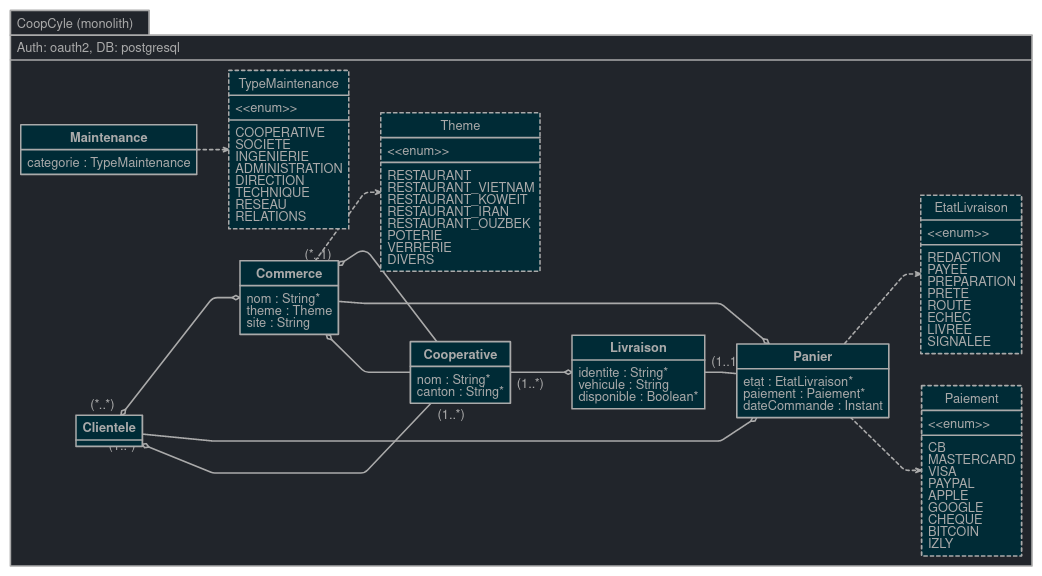 CoopCyle (monolith)
Auth: oauth2, DB: postgresql
TypeMaintenance
<<enum>>
COOPERATIVE
SOCIETE
INGENIERIE
ADMINISTRATION
DIRECTION
TECHNIQUE
RESEAU
RELATIONS
Maintenance
categorie : TypeMaintenance
Theme
<<enum>>
RESTAURANT
RESTAURANT_VIETNAM
RESTAURANT_KOWEIT
RESTAURANT_IRAN
RESTAURANT_OUZBEK
POTERIE
VERRERIE
DIVERS
EtatLivraison
<<enum>>
REDACTION
PAYEE
PREPARATION
PRETE
ROUTE
ECHEC
LIVREE
SIGNALEE
Commerce
nom : String*
theme : Theme
site : String
Cooperative
nom : String*
canton : String*
(1..*)
(1..*)
Livraison
identite : String*
vehicule : String
disponible : Boolean*
(1..1
Panier
etat : EtatLivraison*
paiement : Paiement*
dateCommande : Instant
(*..*)
Clientele
Paiement
<<enum>>
CB
MASTERCARD
VISA
PAYPAL
APPLE
GOOGLE
CHEQUE
BITCOIN
IZLY